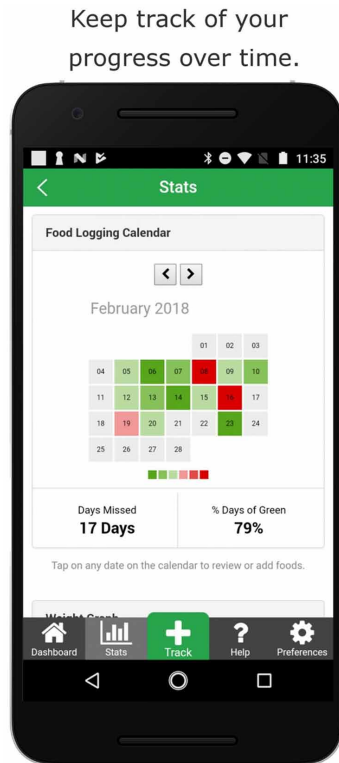 Keep track of your
progress over time.
11:35
Stats
Food Logging Calendar
February 2018
01 02 03
04 05 06 07 08 09 10
11 12 13 14 15 16 17
18 19 20 21 22 23 24
25 26 27 28
Days Missed % Days of Green
17 Days 79%
Tap on any date on the calendar to review or add foods.
Weight Graph
Dashboard Stats Track Help Preferences